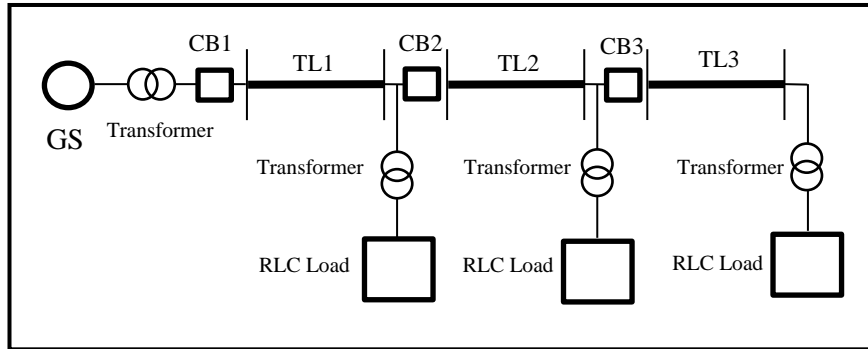 CB1
CB2
CB3
TL1
TL2
TL3
GS
Transformer
Transformer
Transformer
Transformer
RLC Load
RLC Load
RLC Load